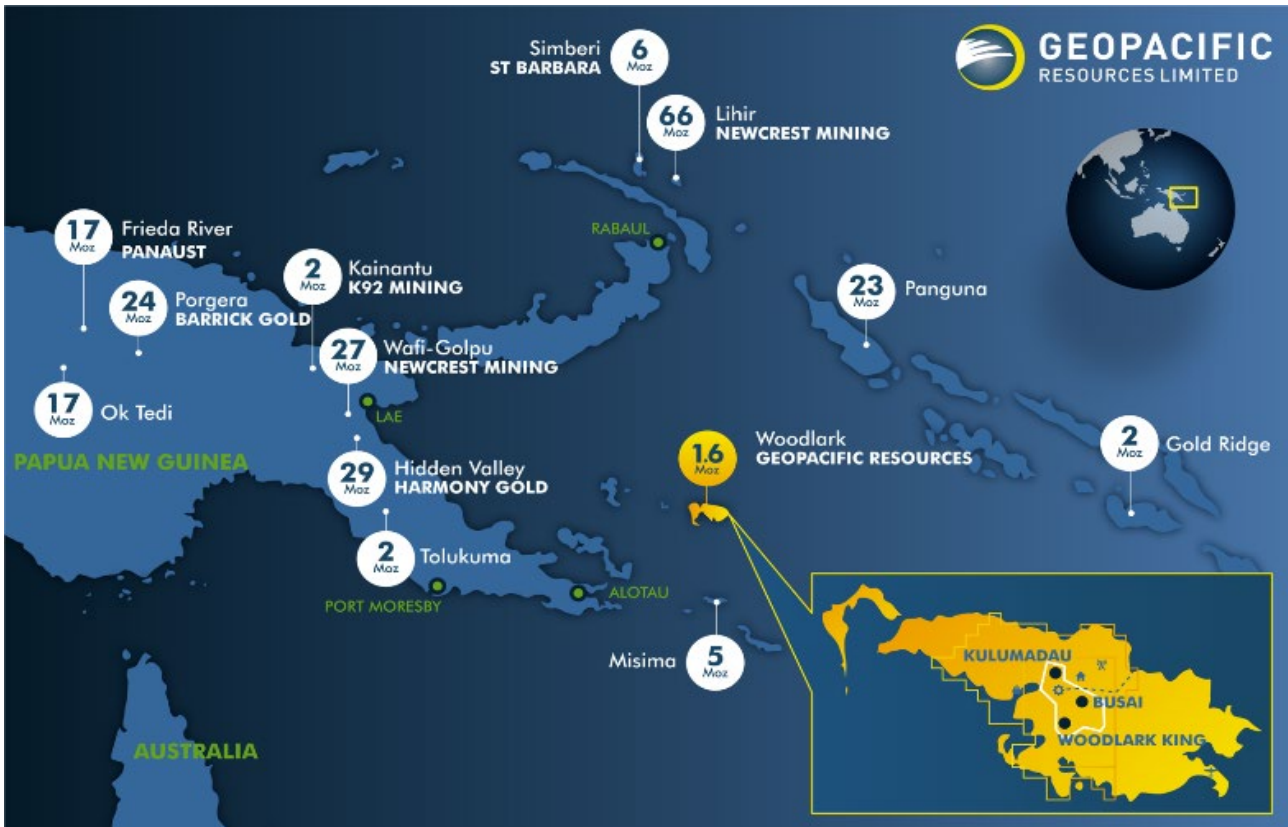 GEOPACIFIC
RESOURCES LIMITED
Simberi
ST BARBARA
6
Moz
66
Moz
Lihir
NEWCREST MINING
17
Moz
Frieda River
PANAUST
RABAUL
2
Moz
Kainantu
K92 MINING
24
Moz
Porgera
BARRICK GOLD
23
Moz
Panguna
27
Moz
Wafi-Golpu
NEWCREST MINING
17
Moz
Ok Tedi
LAE
PAPUA NEW GUINEA
29
Moz
Hidden Valley
HARMONY GOLD
1.6
Moz
Woodlark
GEOPACIFIC RESOURCES
2
Moz
Gold Ridge
2
Moz
Tolukuma
PORT MORESBY
ALOTAU
Misima
5
Moz
KULUMADAU
BUSAI
WOODLARK KING
AUSTRALIA